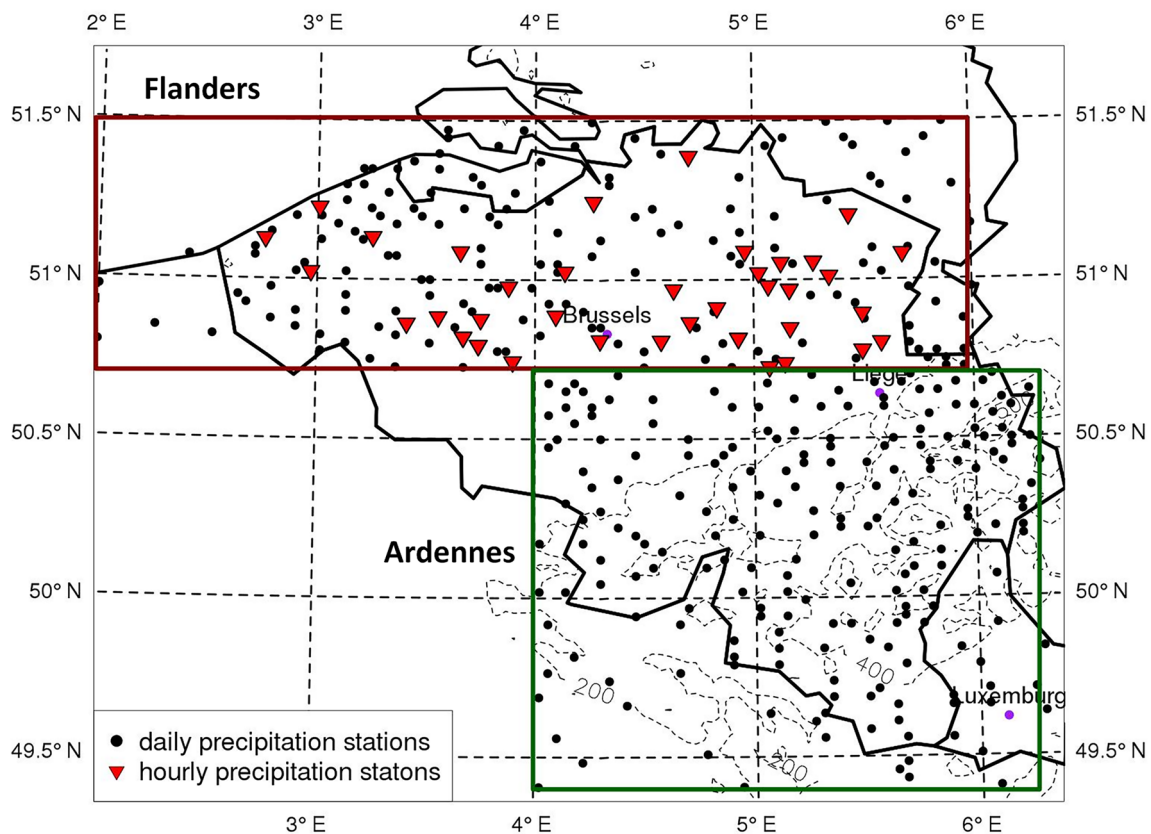 2° E 3° E 4° E 5° E 6° E
Flanders
51.5° N 51.5° N
51° N 51° N
Brussels
Liege
50.5° N 50.5° N
Ardennes
50° N 50° N
400
200
Luxemburg
daily precipitation stations
49.5° N 49.5° N
hourly precipitation statons
200
3° E 4° E 5° E 6° E